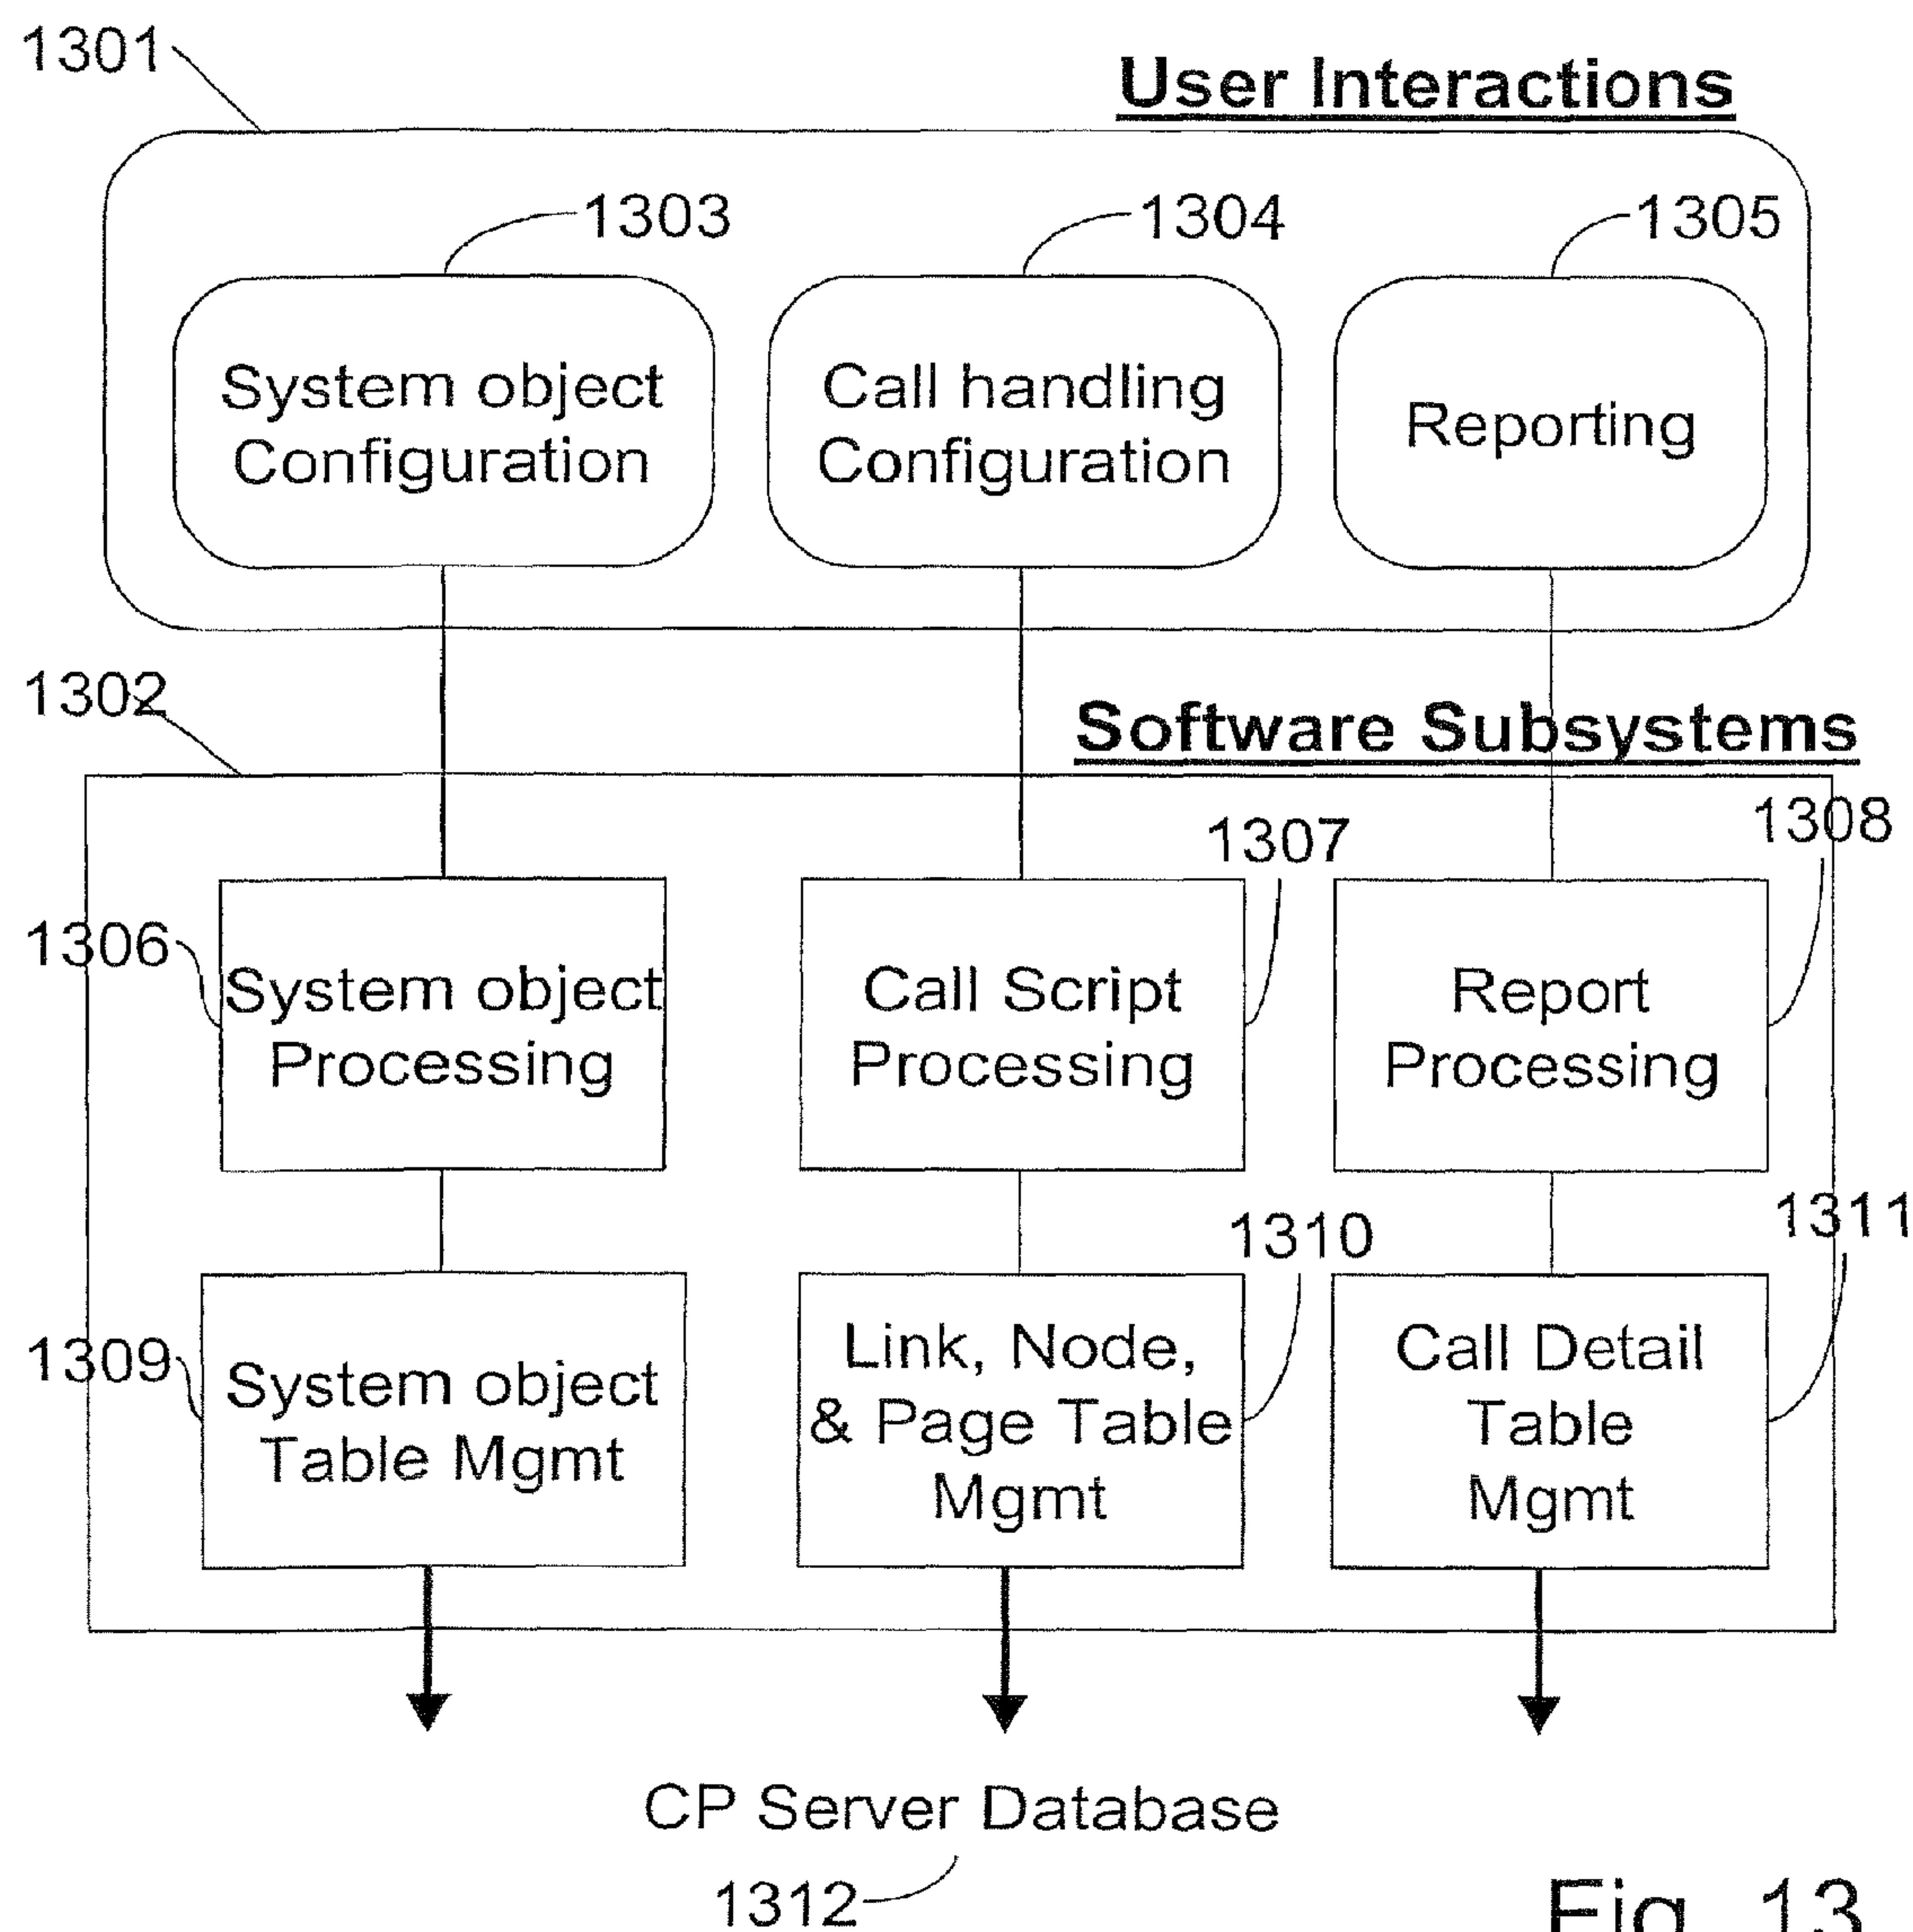 1301
User Interactions
1303
1304
1305
System object
Configuration
Call handling
Configuration
Reporting
1302
Software Subsystems
1307
1308
1306
System object
Processing
Call Script
Processing
Report
Processing
1310
1311
1309
System object
Table Mgmt
Link, Node,
& Page Table
Mgmt
Call Detail
Table
Mgmt
CP Server Database
1312
Fig. 13